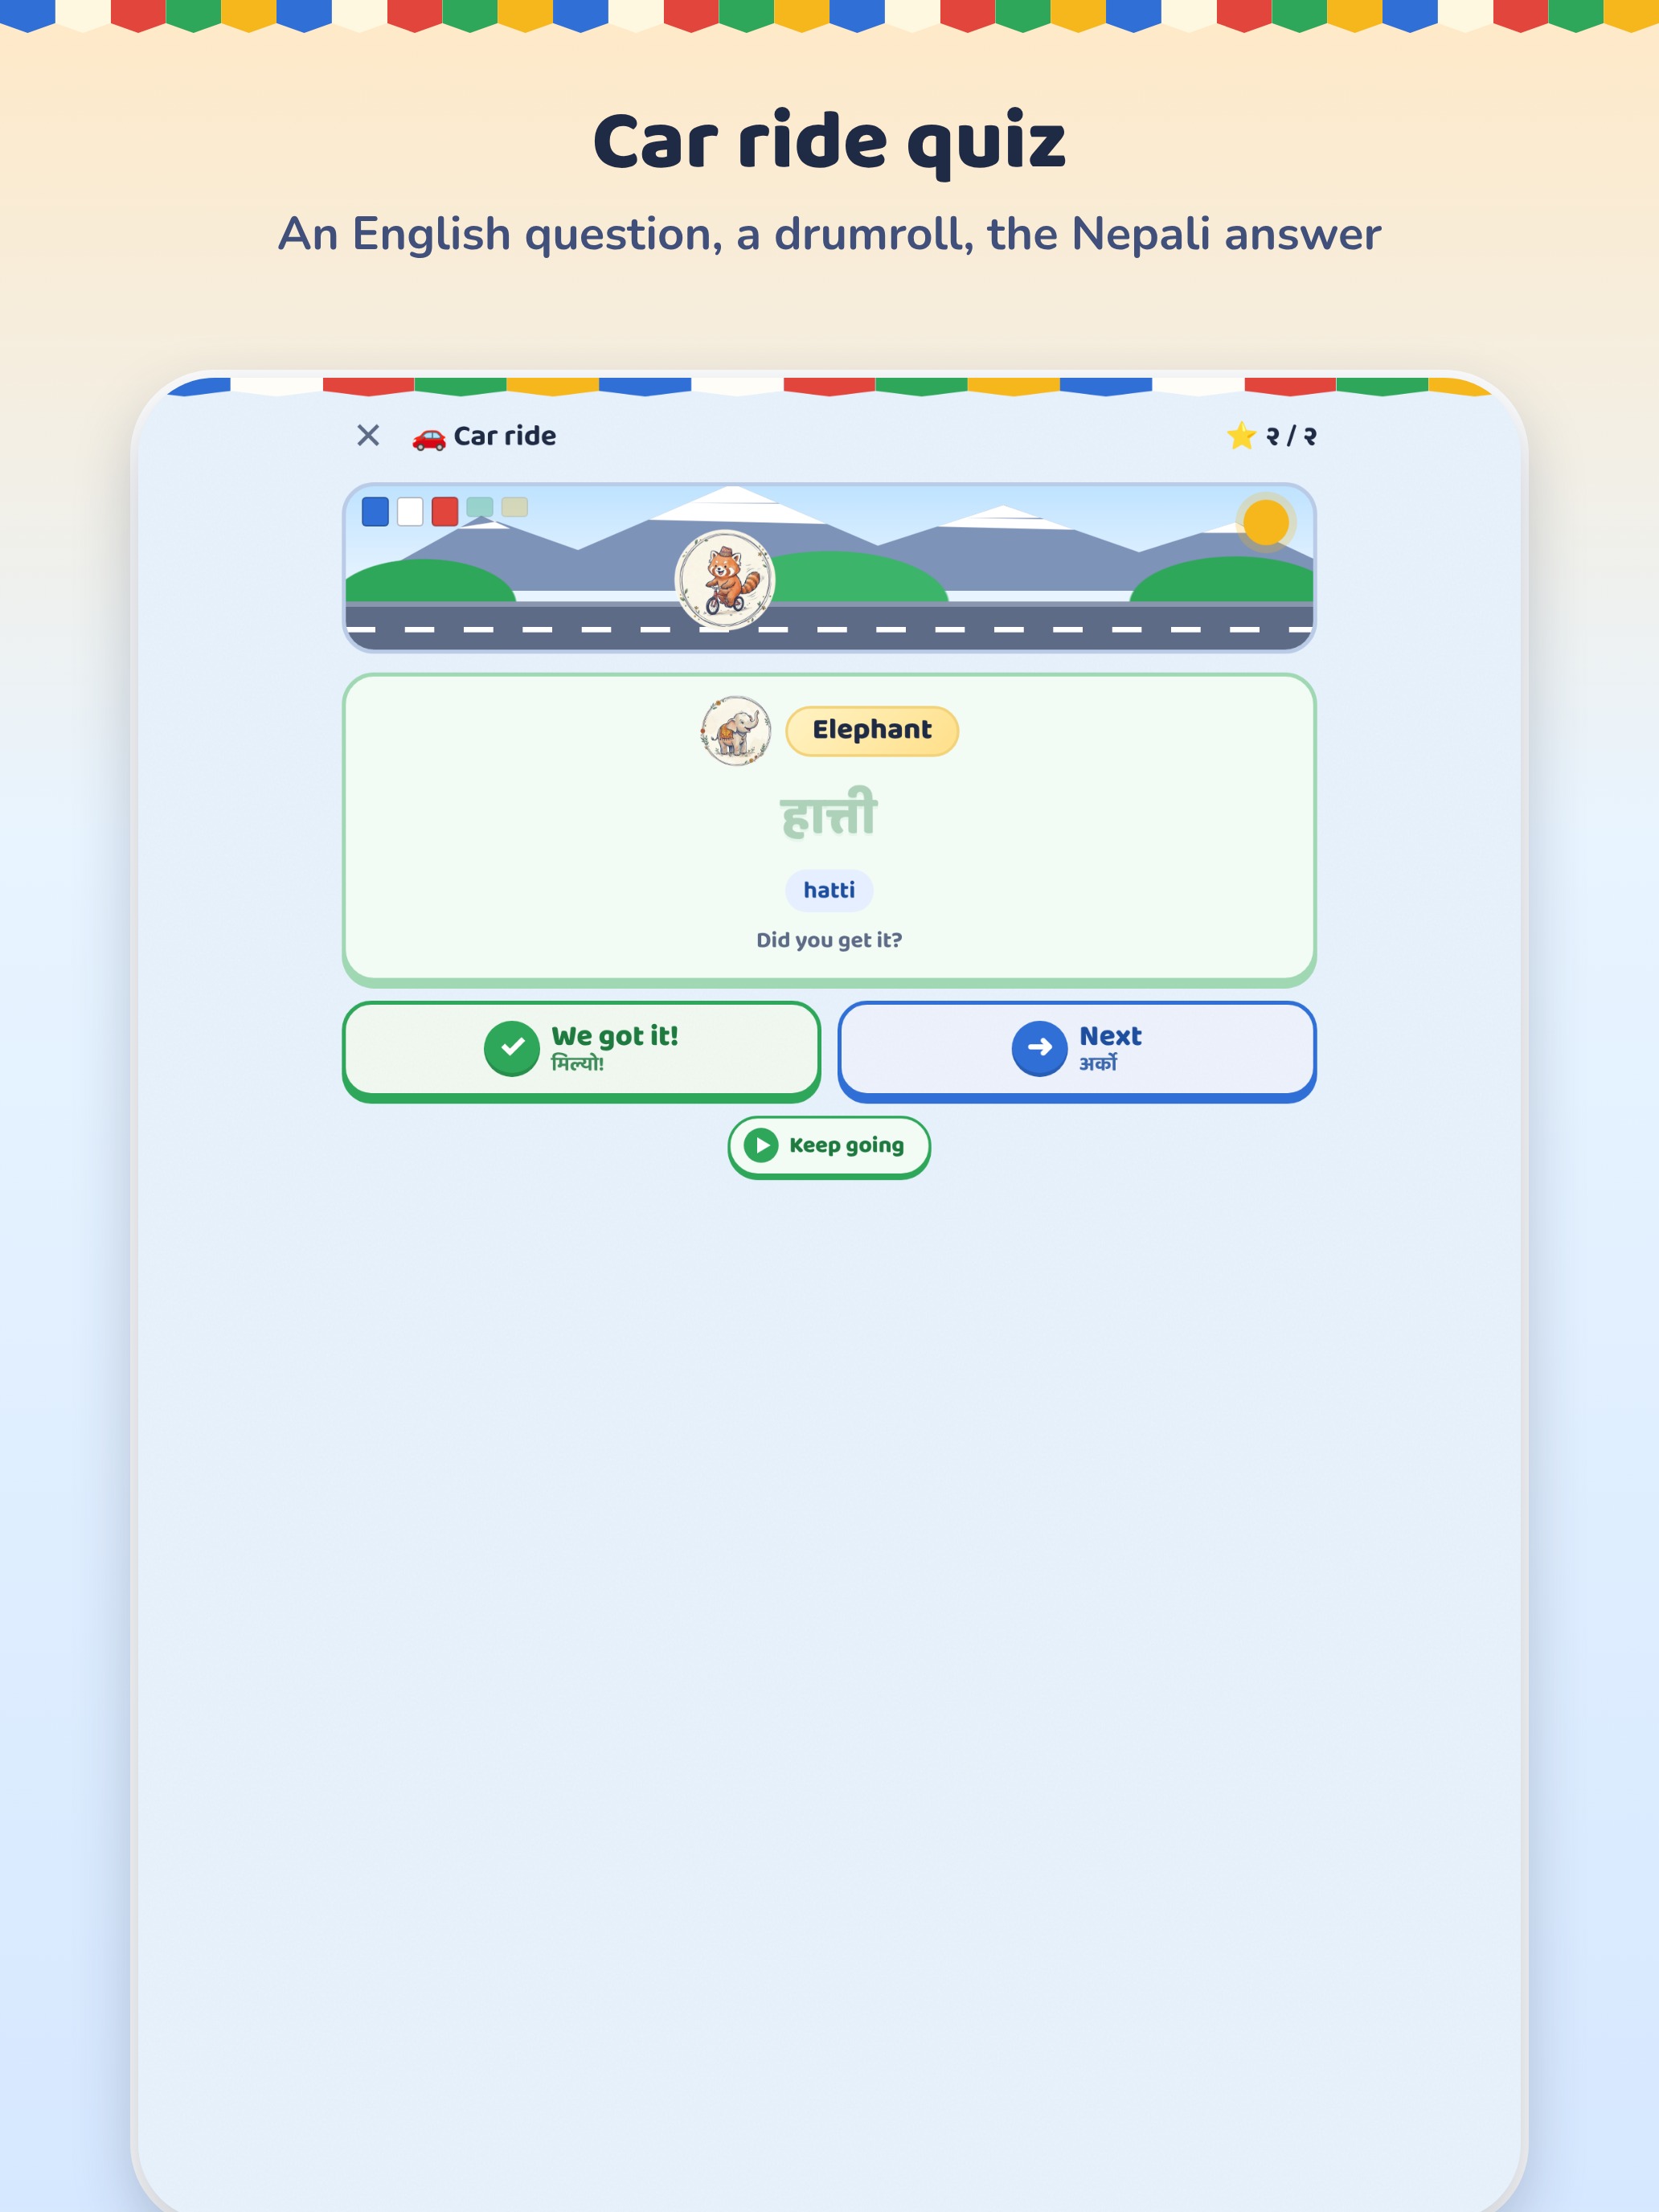 Car ride quiz
An English question, a drumroll, the Nepali answer
Car ride
२ / २
Elephant
हात्ती
hatti
Did you get it?
We got it!
मिल्यो!
Next
अर्को
Keep going